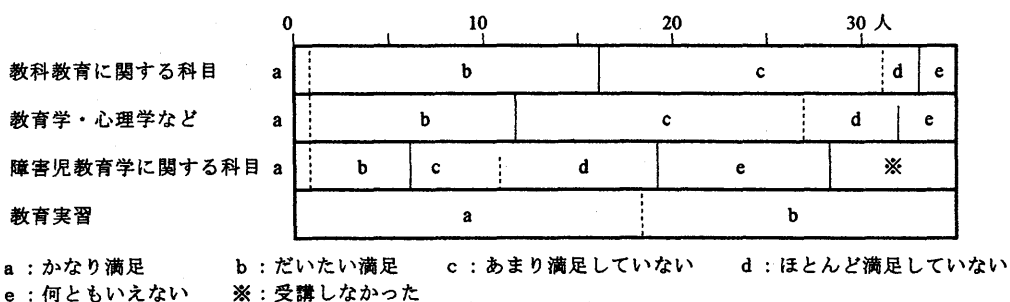 0 10 20 30 人
教科教育に関する科目 a b c d e
教育学・心理学など a b c d e
障害児教育学に関する科目 a b c d e ※
教育実習 a b
a:かなり満足 b:だいたい満足 c:あまり満足していない d:ほとんど満足していない
e:何ともいえない ※:受講しなかった